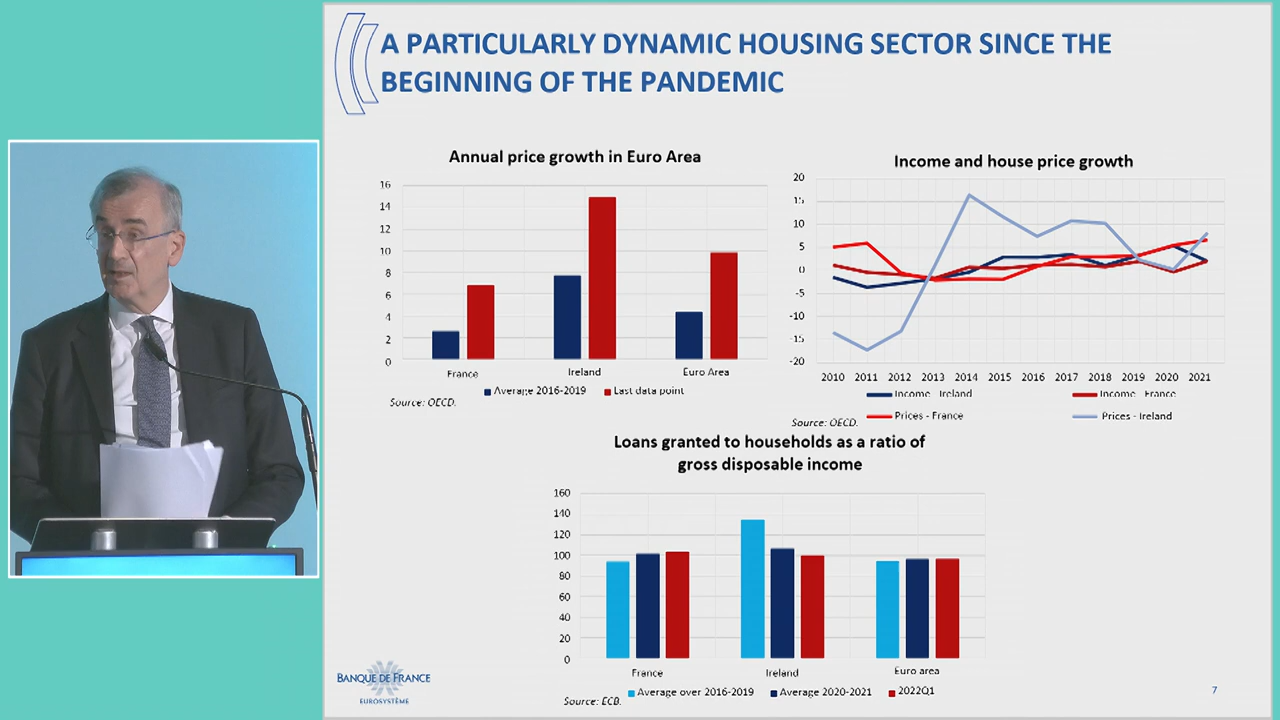 A PARTICULARLY DYNAMIC HOUSING SECTOR SINCE THE
BEGINNING OF THE PANDEMIC
Annual price growth in Euro Area
16
14
12
10
8
6
4
2
0
France
Ireland
Euro Area
Average 2016-2019
Last data point
Source: OECD.
Income and house price growth
20
15
10
5
0
-5
-10
-15
-20
2010
2011
2012
2013
2014
2015
2016
2017
2018
2019
2020
2021
Income - Ireland
Income - France
Prices - France
Prices - Ireland
Source: OECD.
Loans granted to households as a ratio of
gross disposable income
160
140
120
100
80
60
40
20
0
France
Ireland
Euro area
Average over 2016-2019
Average 2020-2021
2022Q1
Source: ECB.
BANQUE DE FRANCE
EUROSYSTÈME
7